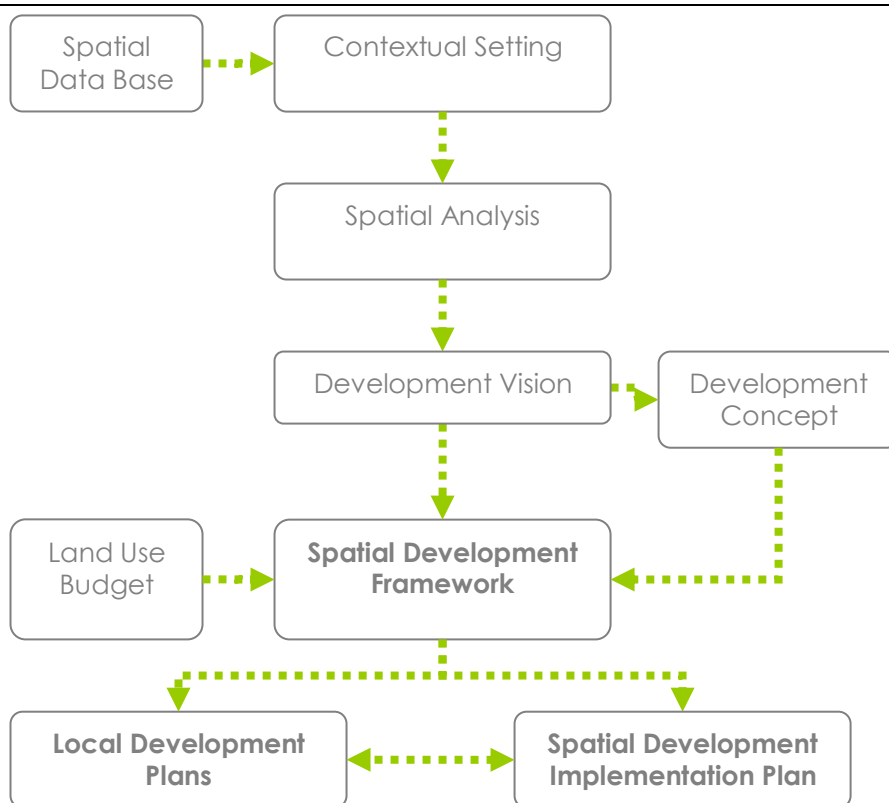 Spatial
Data Base
Contextual Setting
Spatial Analysis
Development Vision
Development
Concept
Land Use
Budget
Spatial Development
Framework
Local Development
Plans
Spatial Development
Implementation Plan